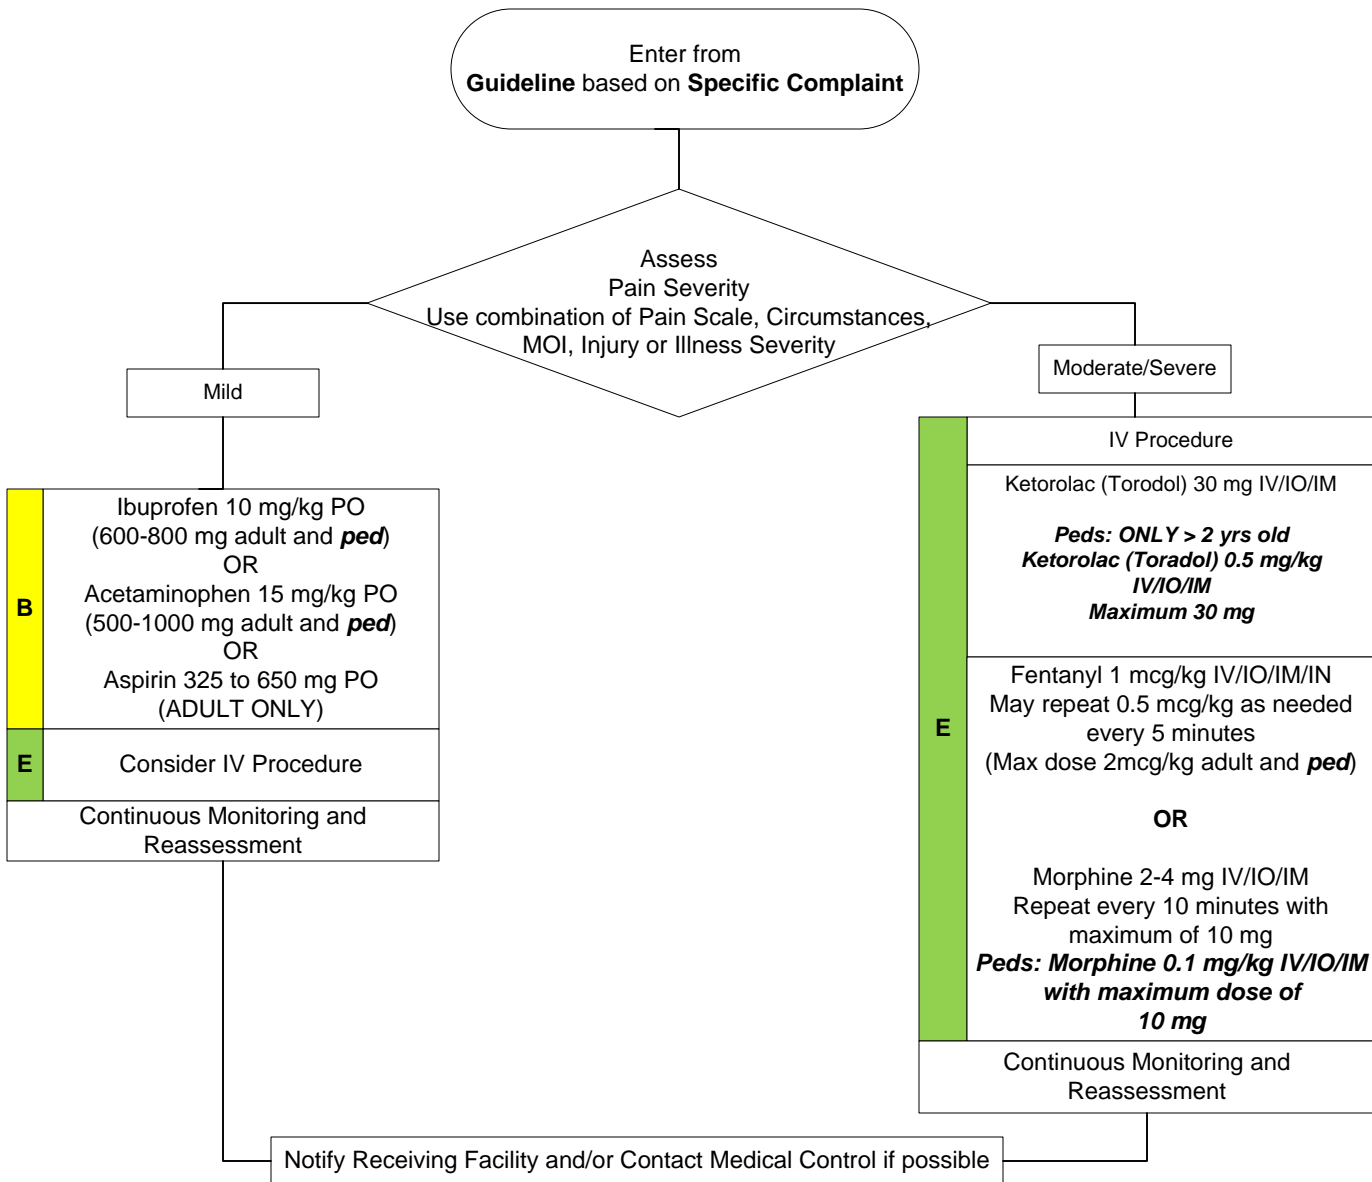 Enter from
Guideline based on Specific Complaint
Assess
Pain Severity
Use combination of Pain Scale, Circumstances,
MOI, Injury or Illness Severity
Mild
B
Ibuprofen 10 mg/kg PO
(600-800 mg adult and ped)
OR
Acetaminophen 15 mg/kg PO
(500-1000 mg adult and ped)
OR
Aspirin 325 to 650 mg PO
(ADULT ONLY)
E
Consider IV Procedure
Continuous Monitoring and
Reassessment
Moderate/Severe
E
IV Procedure
Ketorolac (Torodol) 30 mg IV/IO/IM
Peds: ONLY > 2 yrs old
Ketorolac (Toradol) 0.5 mg/kg
IV/IO/IM
Maximum 30 mg
Fentanyl 1 mcg/kg IV/IO/IM/IN
May repeat 0.5 mcg/kg as needed
every 5 minutes
(Max dose 2mcg/kg adult and ped)
OR
Morphine 2-4 mg IV/IO/IM
Repeat every 10 minutes with
maximum of 10 mg
Peds: Morphine 0.1 mg/kg IV/IO/IM
with maximum dose of
10 mg
Continuous Monitoring and
Reassessment
Notify Receiving Facility and/or Contact Medical Control if possible